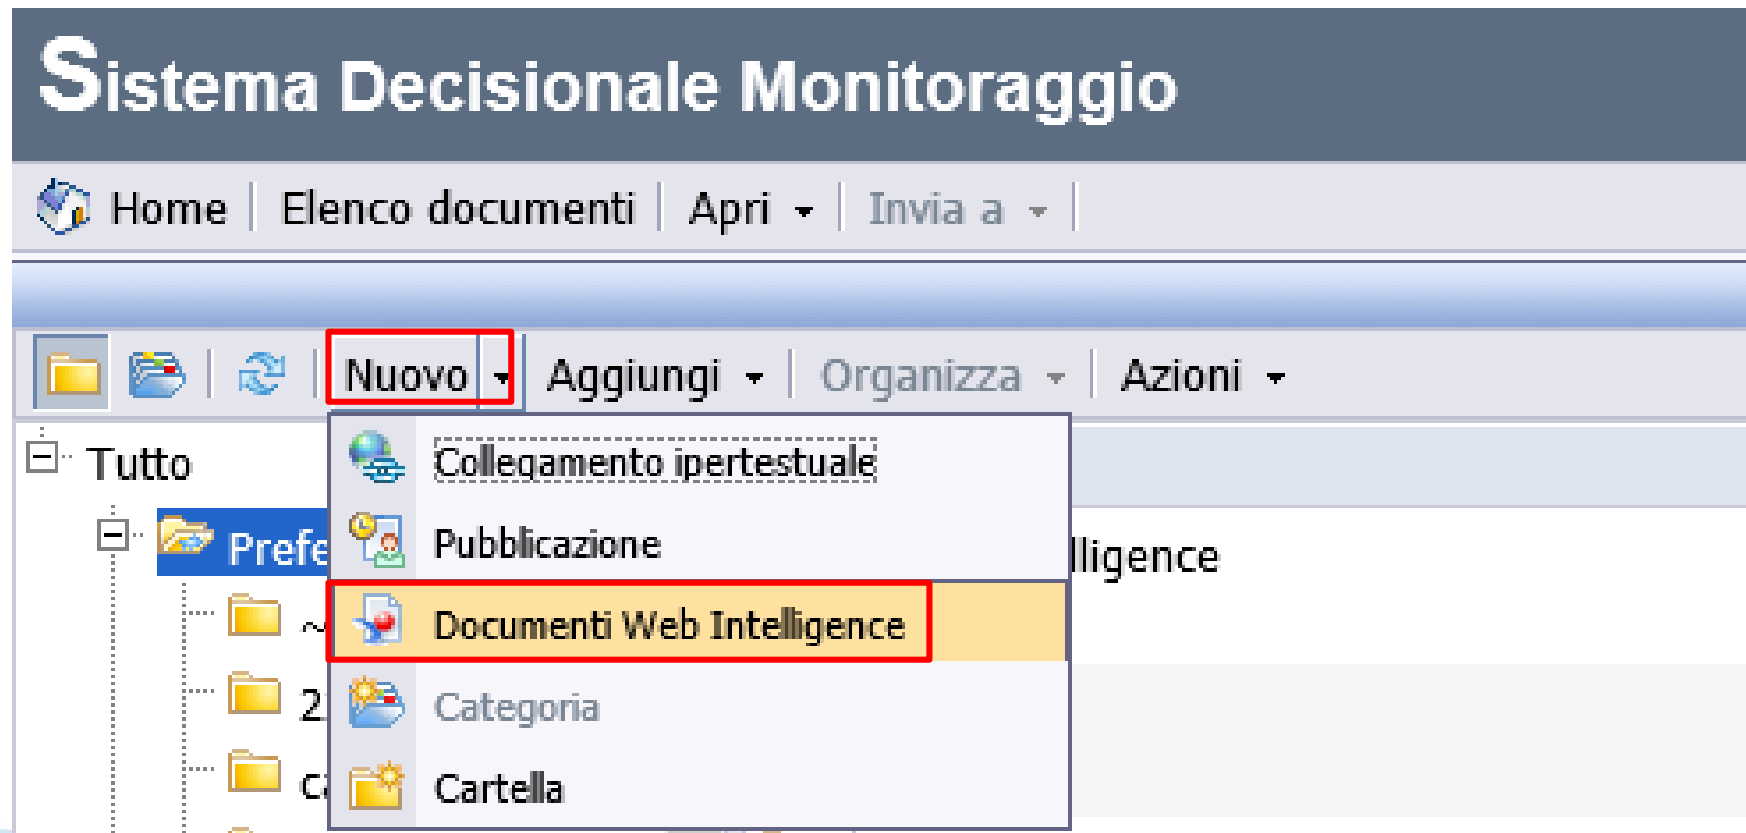 Sistema Decisionale Monitoraggio
Home Elenco documenti Apri Invia a
Nuovo Aggiungi Organizza Azioni
Tutto
Collegamento ipertestuale
Pubblicazione
Documenti Web Intelligence
Categoria
Cartella